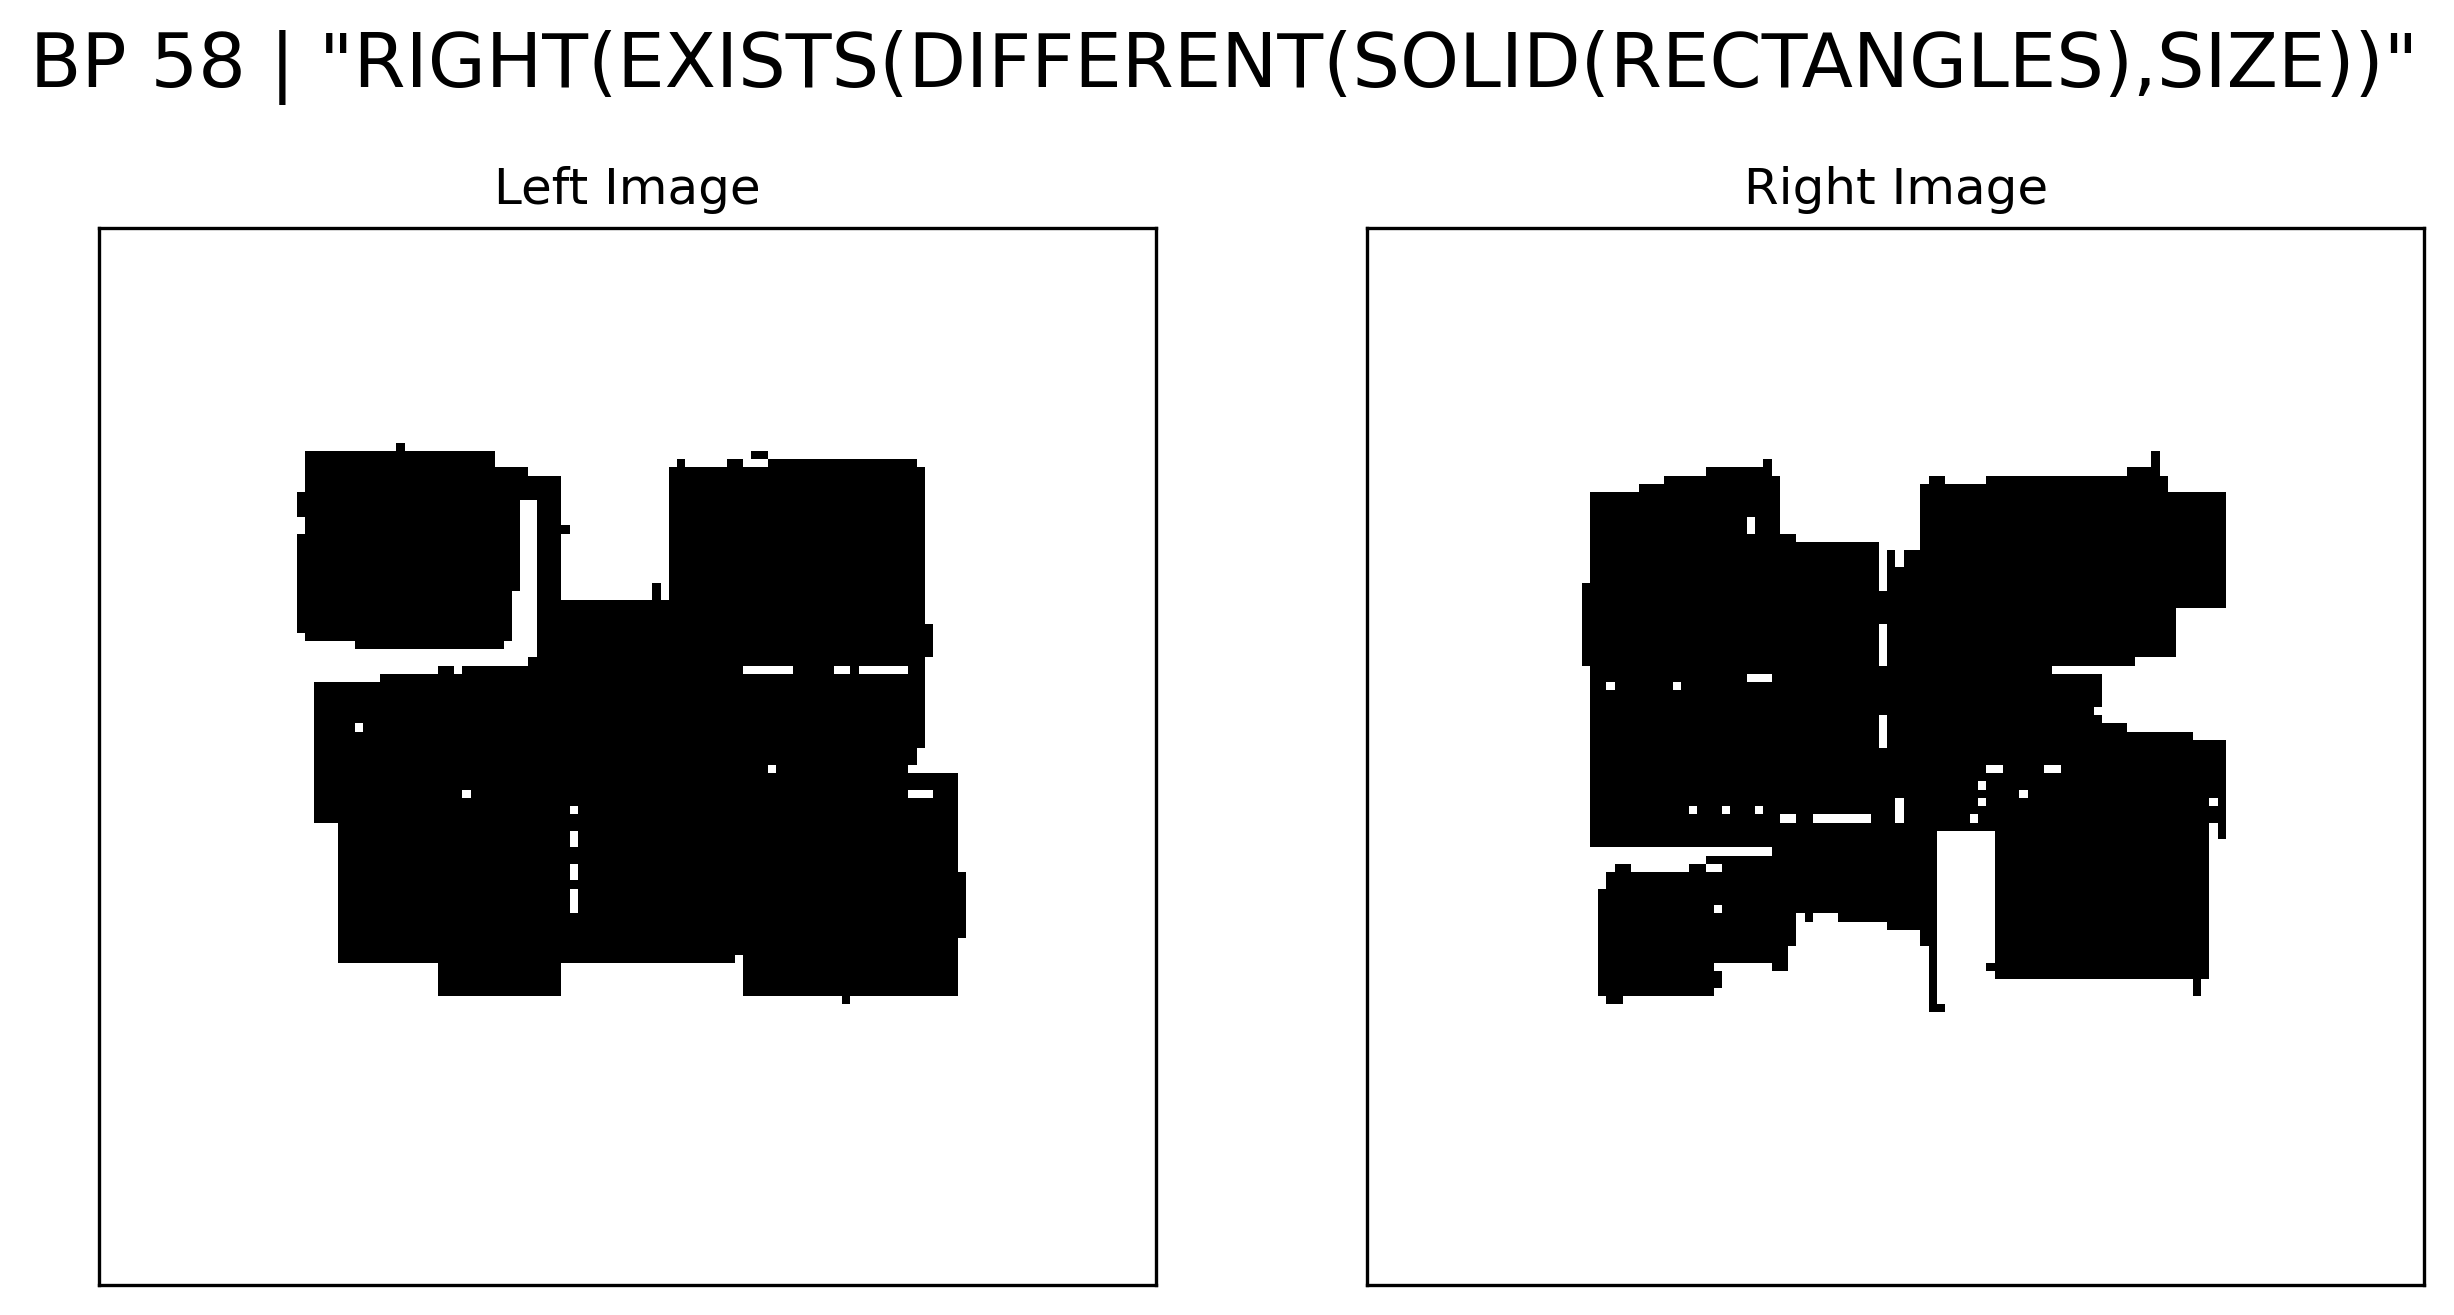 BP 58 | "RIGHT(EXISTS(DIFFERENT(SOLID(RECTANGLES),SIZE))"
Left Image
Right Image